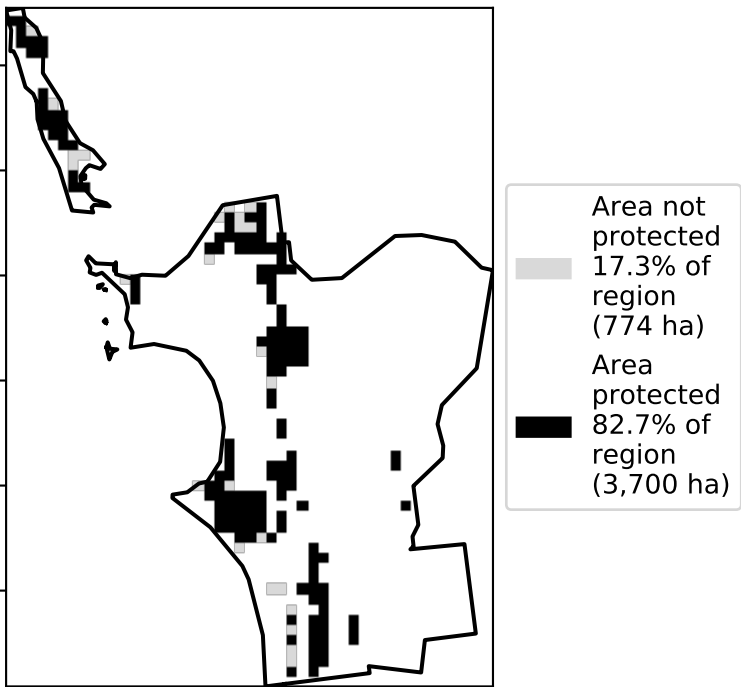 Area not
protected
17.3% of
region
(774 ha)
Area
protected
82.7% of
region
(3,700 ha)